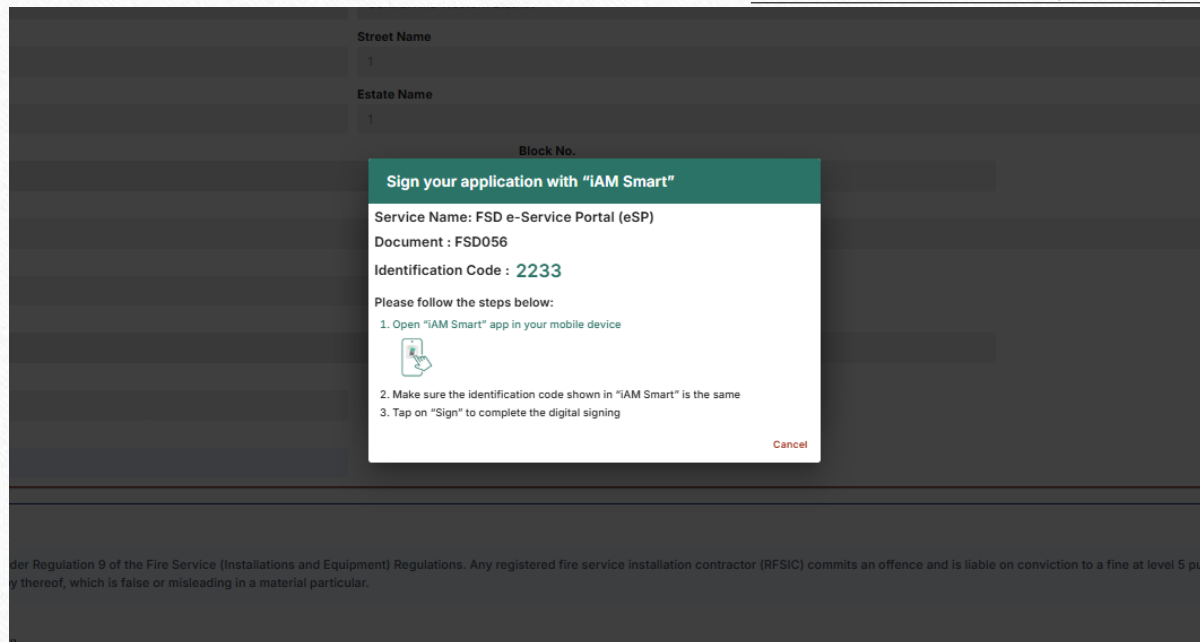 Street Name
1
Estate Name
1
Block No.
Sign your application with “iAM Smart”
Service Name: FSD e-Service Portal (eSP)
Document : FSD056
Identification Code : 2233
Please follow the steps below:
1. Open “iAM Smart” app in your mobile device
2. Make sure the identification code shown in “iAM Smart” is the same
3. Tap on “Sign” to complete the digital signing
Cancel
der Regulation 9 of the Fire Service (Installations and Equipment) Regulations. Any registered fire service installation contractor (RFSIC) commits an offence and is liable on conviction to a fine at level 5 pu
y thereof, which is false or misleading in a material particular.